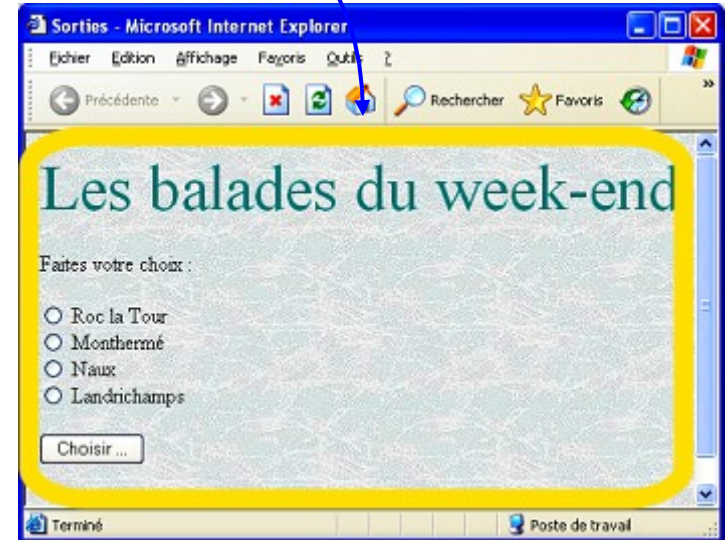 Sorties - Microsoft Internet Explorer
Fichier Edition Affichage Favoris Outils ?
Précédente Rechercher Favoris »
Les balades du week-end
Faites votre choix :
Roc la Tour
Monthermé
Naux
Landrichamps
Choisir ...
Terminé Poste de travail